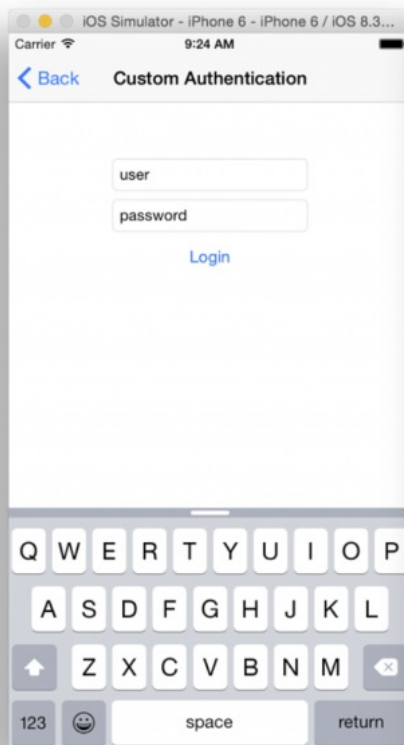 iOS Simulator - iPhone 6 - iPhone 6 / iOS 8.3...
Carrier 9:24 AM
Back Custom Authentication
user
password
Login
Q W E R T Y U I O P
A S D F G H J K L
Z X C V B N M
123 space return